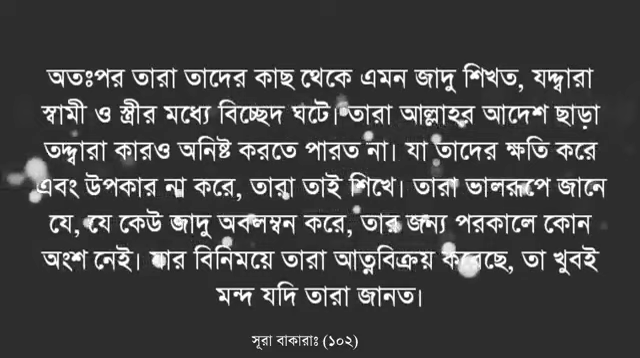 অতঃপর তারা তাদের কাছ থেকে এমন জাদু শিখত, যদ্দ্বারা
স্বামী ও স্ত্রীর মধ্যে বিচ্ছেদ ঘটে। তারা আল্লাহর আদেশ ছাড়া
তদ্দ্বারা কারও অনিষ্ট করতে পারত না। যা তাদের ক্ষতি করে
এবং উপকার না করে, তারা তাই শিখে। তারা ভালরূপে জানে
যে, যে কেউ জাদু অবলম্বন করে, তার জন্য পরকালে কোন
অংশ নেই। যার বিনিময়ে তারা আত্নবিক্রয় করেছে, তা খুবই
মন্দ যদি তারা জানত।
সূরা বাকারাঃ (১০২)